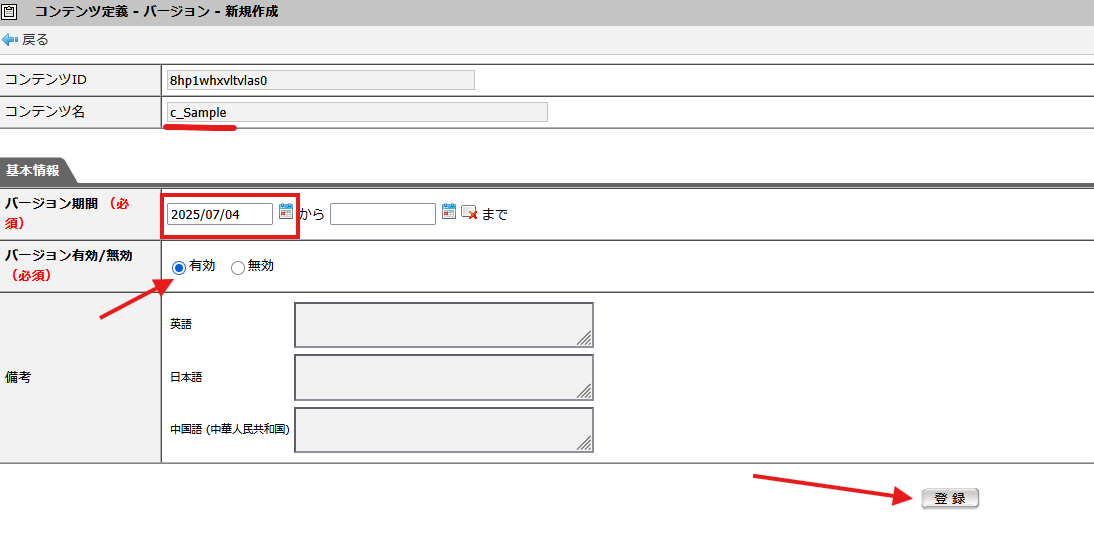 コンテンツ定義 - バージョン - 新規作成
戻る
コンテンツID 8hp1whxvltvlas0
コンテンツ名 c_Sample
基本情報
バージョン期間 （必
須） 2025/07/04 から まで
バージョン有効/無効
（必須） 有効 無効
備考
英語
日本語
中国語 (中華人民共和国)
登 録